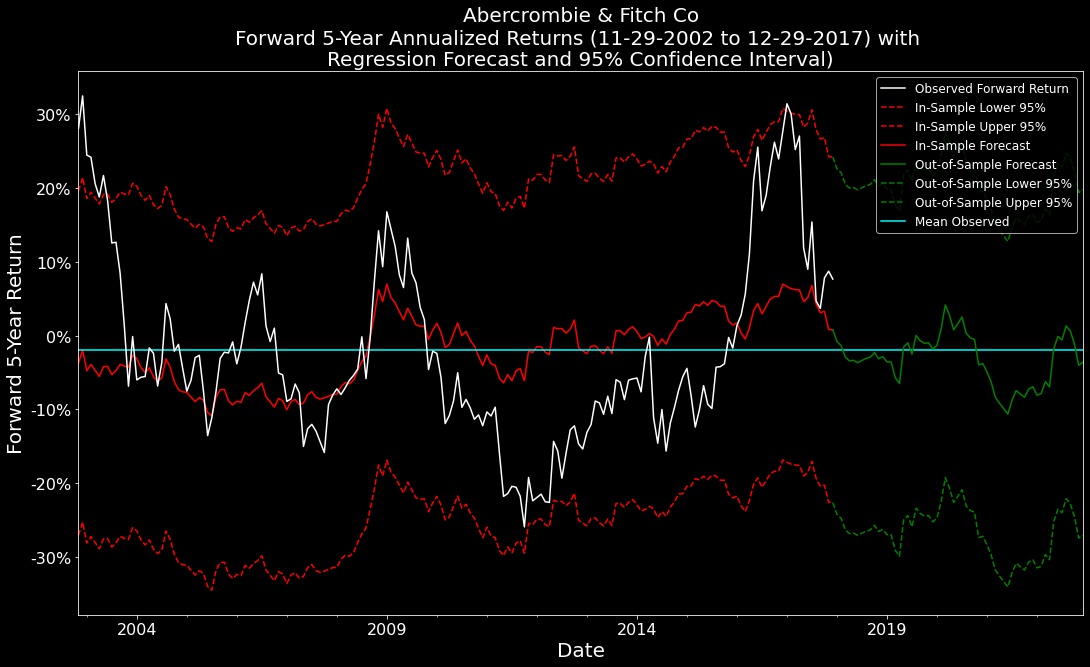 Abercrombie & Fitch Co
Forward 5-Year Annualized Returns (11-29-2002 to 12-29-2017) with
Regression Forecast and 95% Confidence Interval)
Observed Forward Return
In-Sample Lower 95%
In-Sample Upper 95%
In-Sample Forecast
Out-of-Sample Forecast
Out-of-Sample Lower 95%
Out-of-Sample Upper 95%
Mean Observed
Forward 5-Year Return
30%
20%
10%
0%
-10%
-20%
-30%
2004
2009
2014
2019
Date